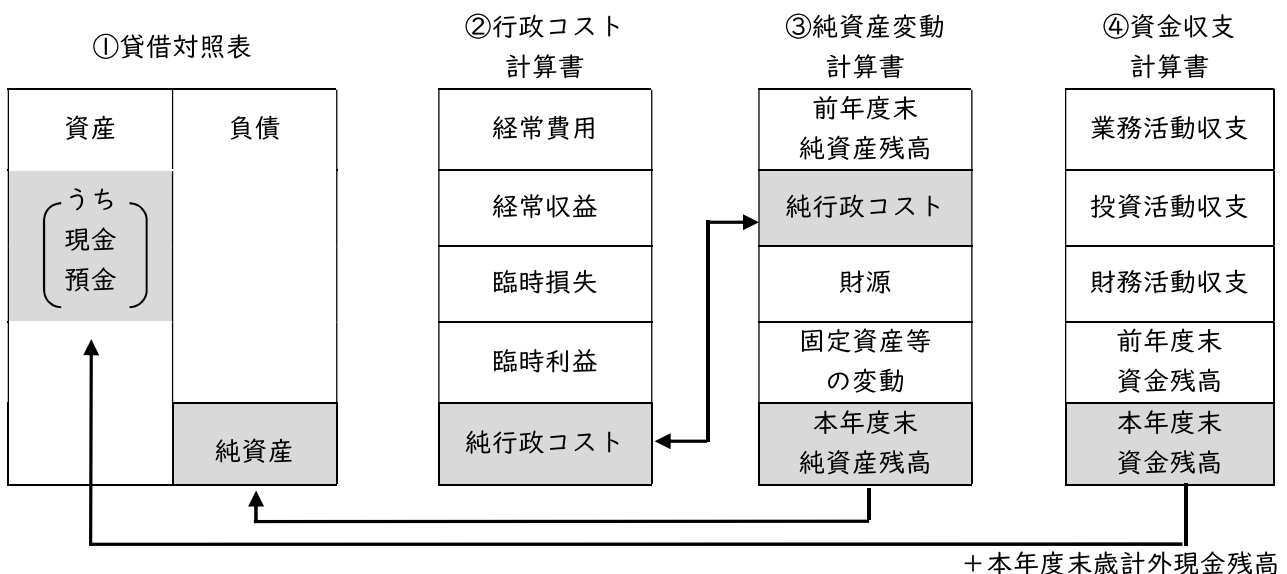 ①貸借対照表
資産
負債
うち
現金
預金
純資産
②行政コスト
計算書
経常費用
経常収益
臨時損失
臨時利益
純行政コスト
③純資産変動
計算書
前年度末
純資産残高
純行政コスト
財源
固定資産等
の変動
本年度末
純資産残高
④資金収支
計算書
業務活動収支
投資活動収支
財務活動収支
前年度末
資金残高
本年度末
資金残高
＋本年度末歳計外現金残高